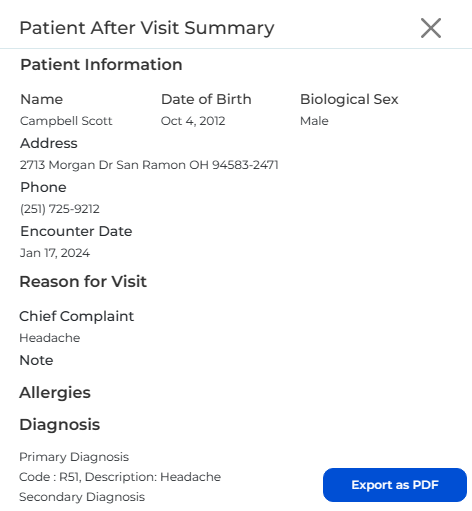 Patient After Visit Summary
Patient Information
Name Date of Birth Biological Sex
Campbell Scott Oct 4, 2012 Male
Address
2713 Morgan Dr San Ramon OH 94583-2471
Phone
(251) 725-9212
Encounter Date
Jan 17, 2024
Reason for Visit
Chief Complaint
Headache
Note
Allergies
Diagnosis
Primary Diagnosis
Code : R51, Description: Headache
Secondary Diagnosis
Export as PDF